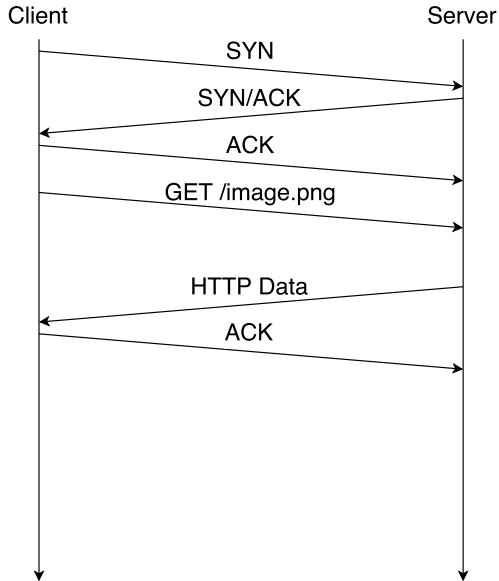 Client
Server
SYN
SYN/ACK
ACK
GET /image.png
HTTP Data
ACK